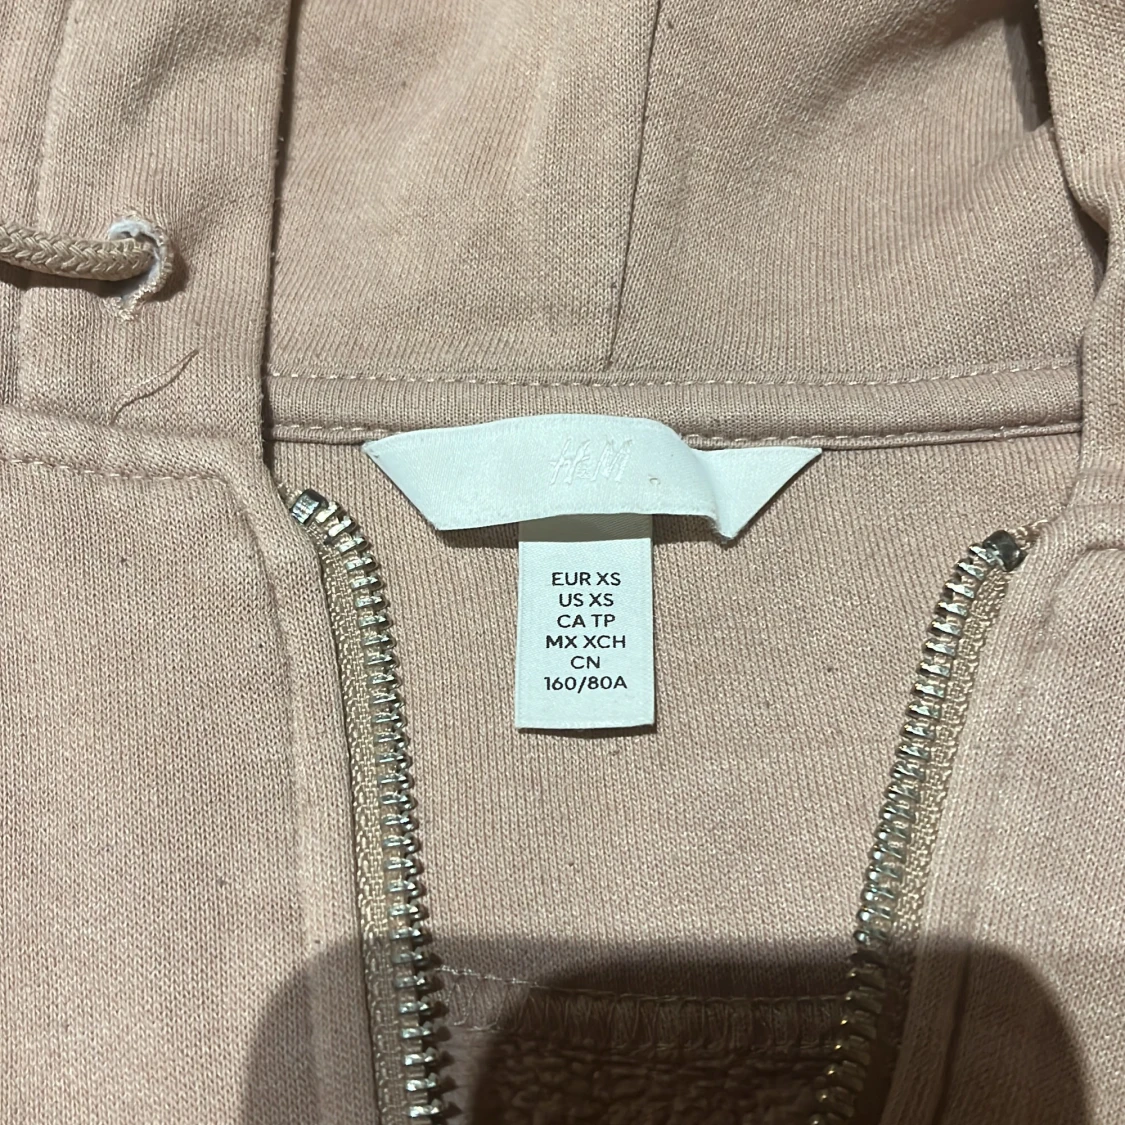 H&M
EUR XS
US XS
CA TP
MX XCH
CN
160/80A